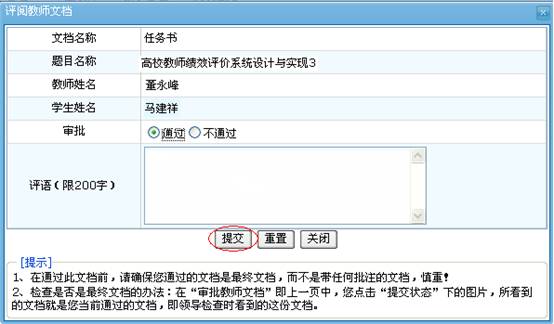 评阅教师文档
文档名称 任务书
题目名称 高校教师绩效评价系统设计与实现3
教师姓名 董永峰
学生姓名 马建祥
审批 通过 不通过
评语(限200字)
提交 重置 关闭
[提示]
1、在通过此文档前,请确保您通过的文档是最终文档,而不是带任何批注的文档,慎重!
2、检查是否是最终文档的办法:在“审批教师文档”即上一页中,您点击“提交状态”下的图片,所看到
的文档就是您当前通过的文档,即领导检查时看到的这份文档。